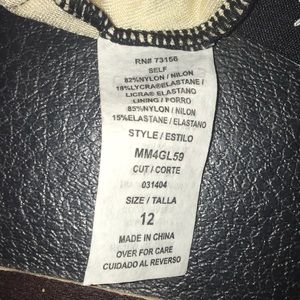 RN# 73156
SELF
82%NYLON / NILON
18%LYCRA®ELASTANE /
LICRA® ELASTANO
LINING / FORRO
85%NYLON / NILON
15%ELASTANE / ELASTANO
STYLE / ESTILO
MM4GL59
CUT / CORTE
031404
SIZE / TALLA
12
MADE IN CHINA
OVER FOR CARE
CUIDADO AL REVERSO